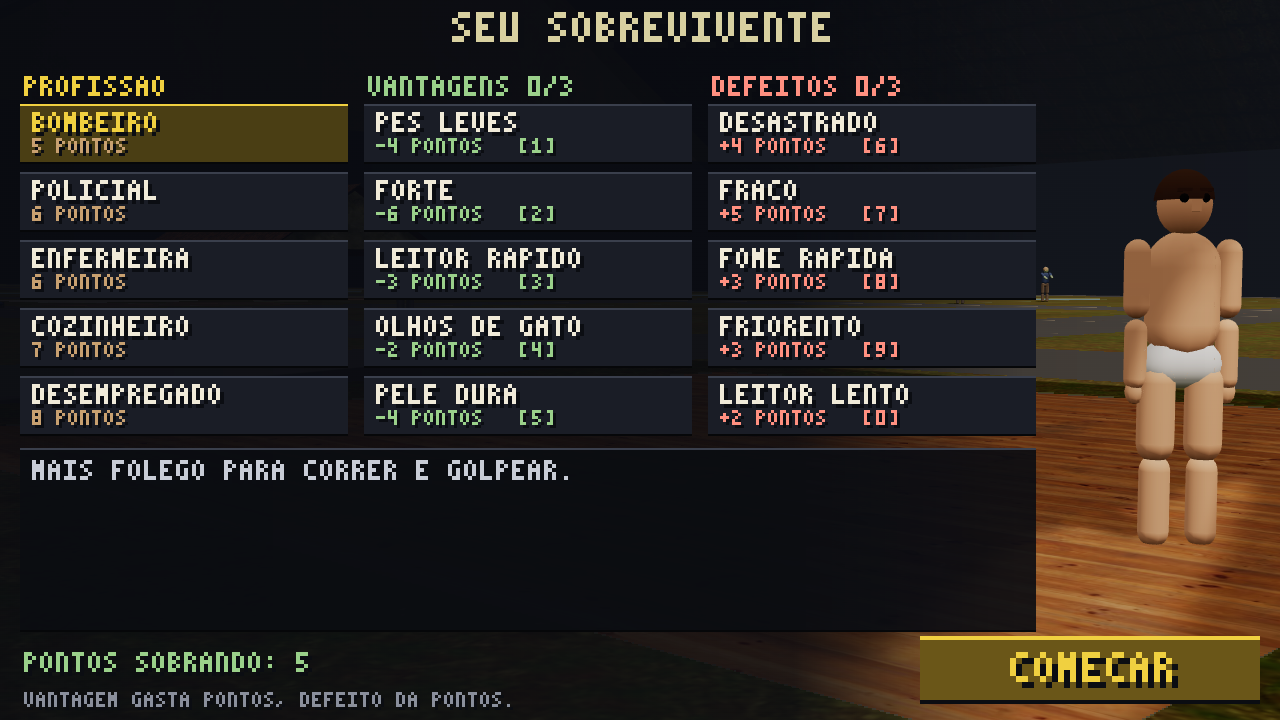 SEU SOBREVIVENTE
PROFISSAO
BOMBEIRO
5 PONTOS
POLICIAL
6 PONTOS
ENFERMEIRA
6 PONTOS
COZINHEIRO
7 PONTOS
DESEMPREGADO
8 PONTOS
VANTAGENS 0/3
PES LEVES
-4 PONTOS [1]
FORTE
-6 PONTOS [2]
LEITOR RAPIDO
-3 PONTOS [3]
OLHOS DE GATO
-2 PONTOS [4]
PELE DURA
-4 PONTOS [5]
DEFEITOS 0/3
DESASTRADO
+4 PONTOS [6]
FRACO
+5 PONTOS [7]
FOME RAPIDA
+3 PONTOS [8]
FRIORENTO
+3 PONTOS [9]
LEITOR LENTO
+2 PONTOS [0]
MAIS FOLEGO PARA CORRER E GOLPEAR.
PONTOS SOBRANDO: 5
VANTAGEM GASTA PONTOS, DEFEITO DA PONTOS.
COMECAR